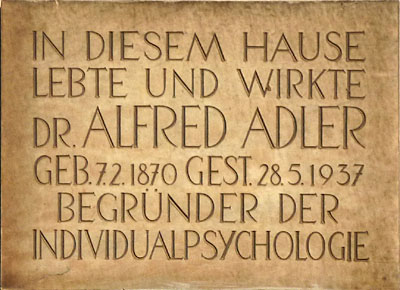 IN DIESEM HAUSE
LEBTE UND WIRKTE
DR. ALFRED ADLER
GEB. 7.2.1870 GEST. 28.5.1937
BEGRÜNDER DER
INDIVIDUALPSYCHOLOGIE